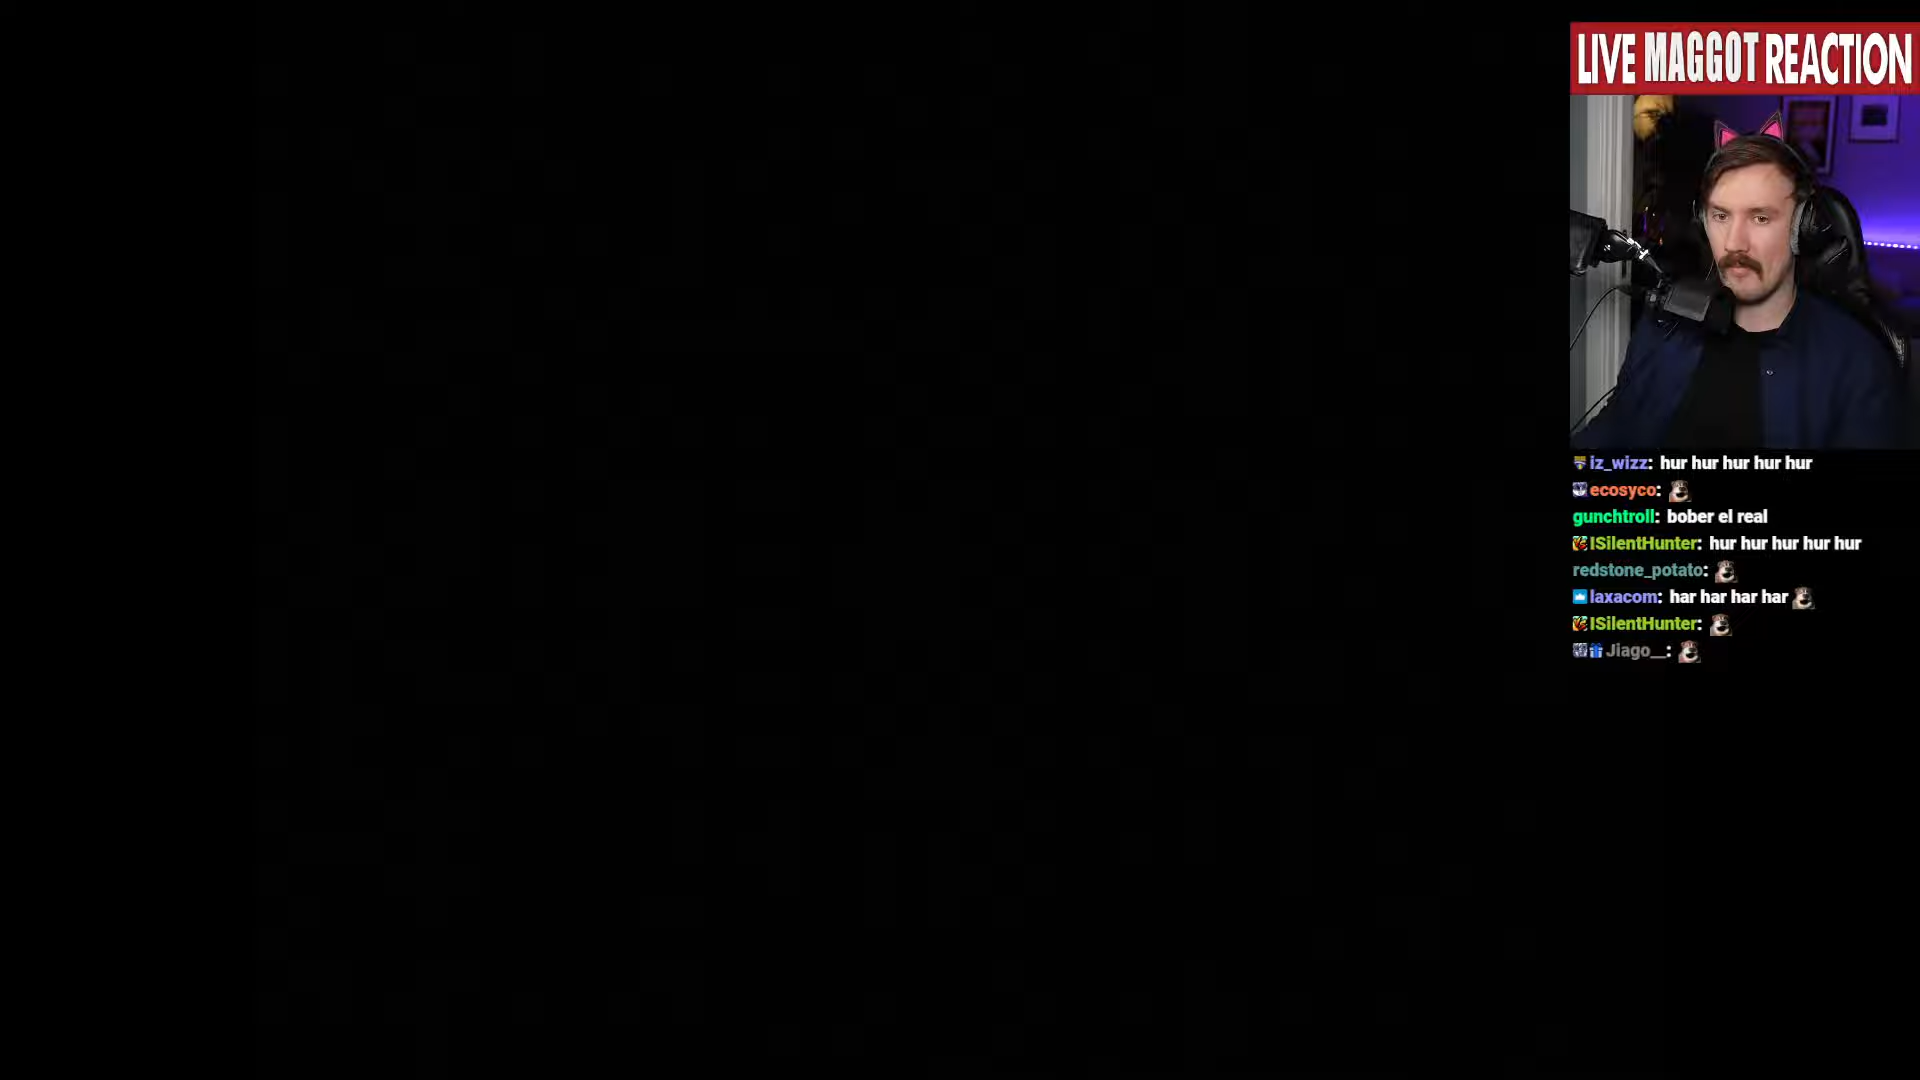 LIVE MAGGOT REACTION
iz_wizz: hur hur hur hur hur
ecosyco:
gunchtroll: bober el real
ISilentHunter: hur hur hur hur hur
redstone_potato:
laxacom: har har har har
ISilentHunter:
Jiago__: